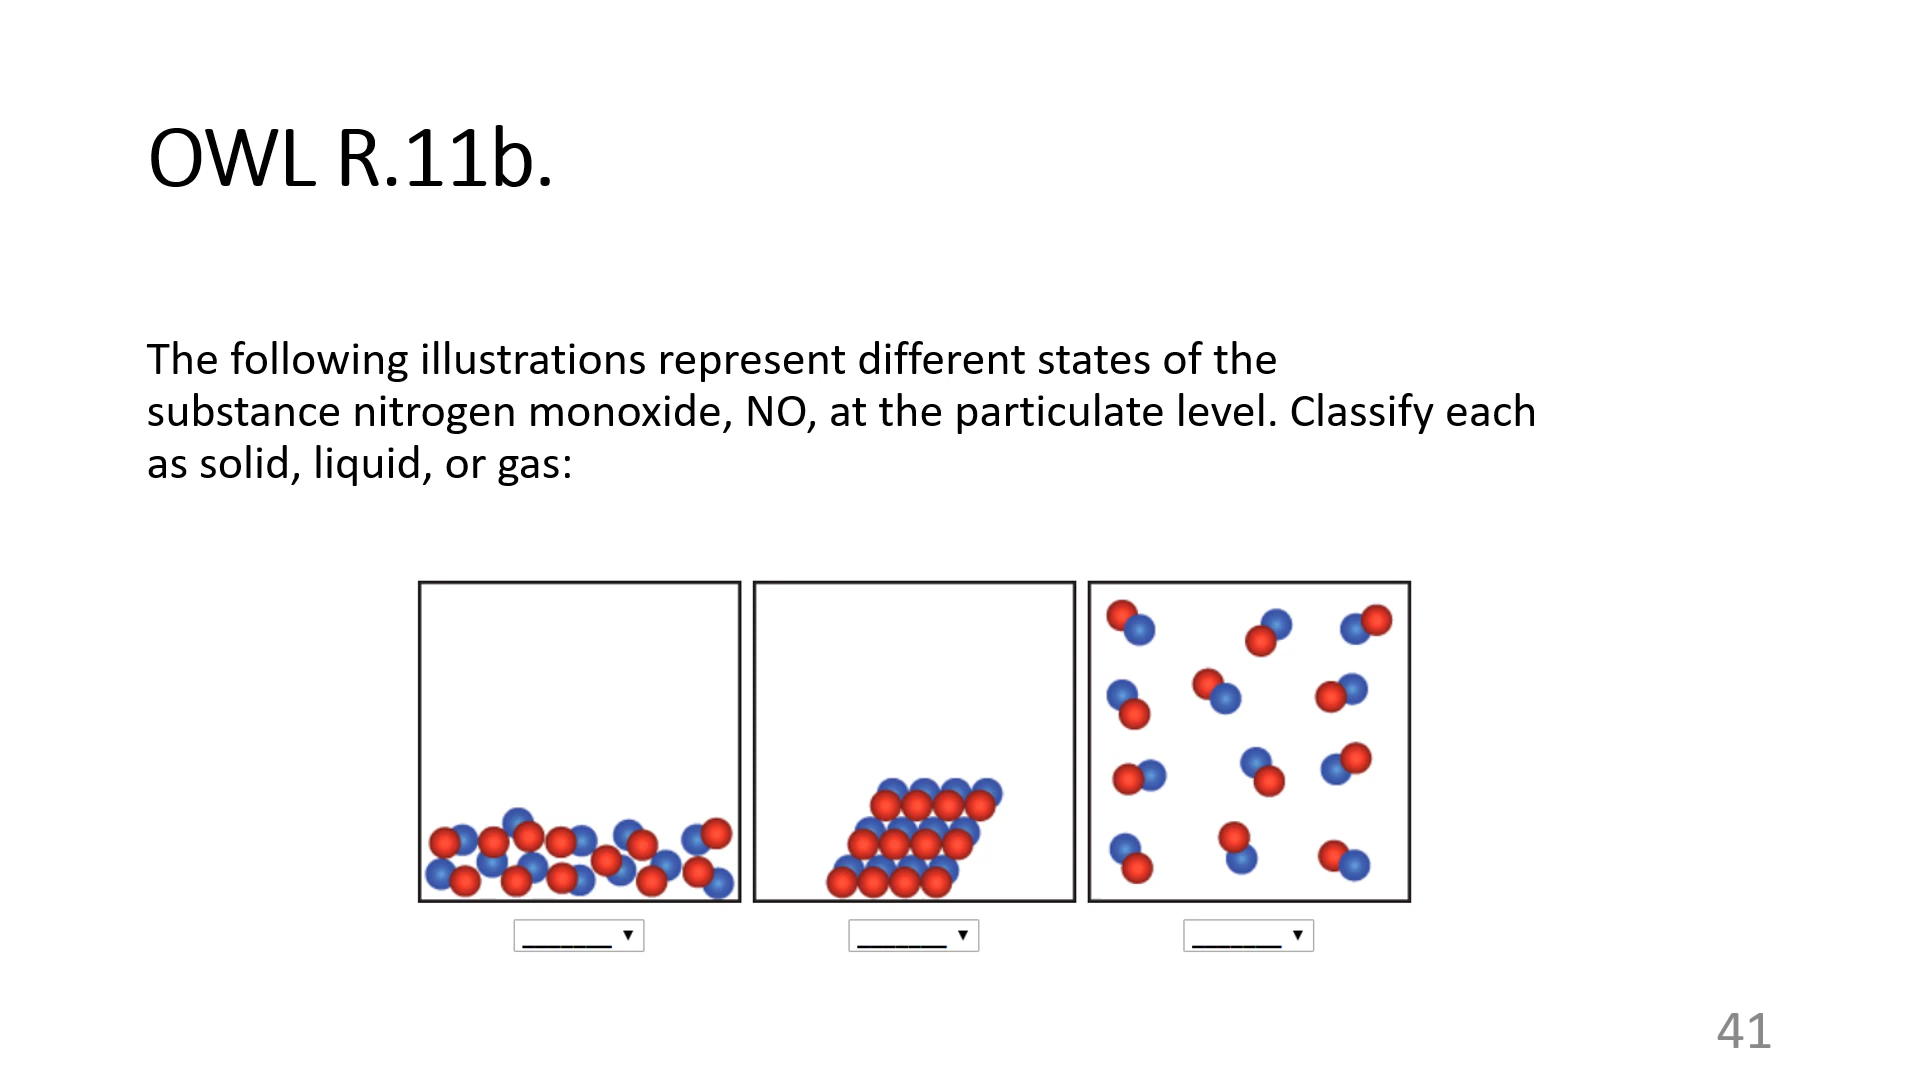 OWL R.11b.
The following illustrations represent different states of the
substance nitrogen monoxide, NO, at the particulate level. Classify each
as solid, liquid, or gas:
41